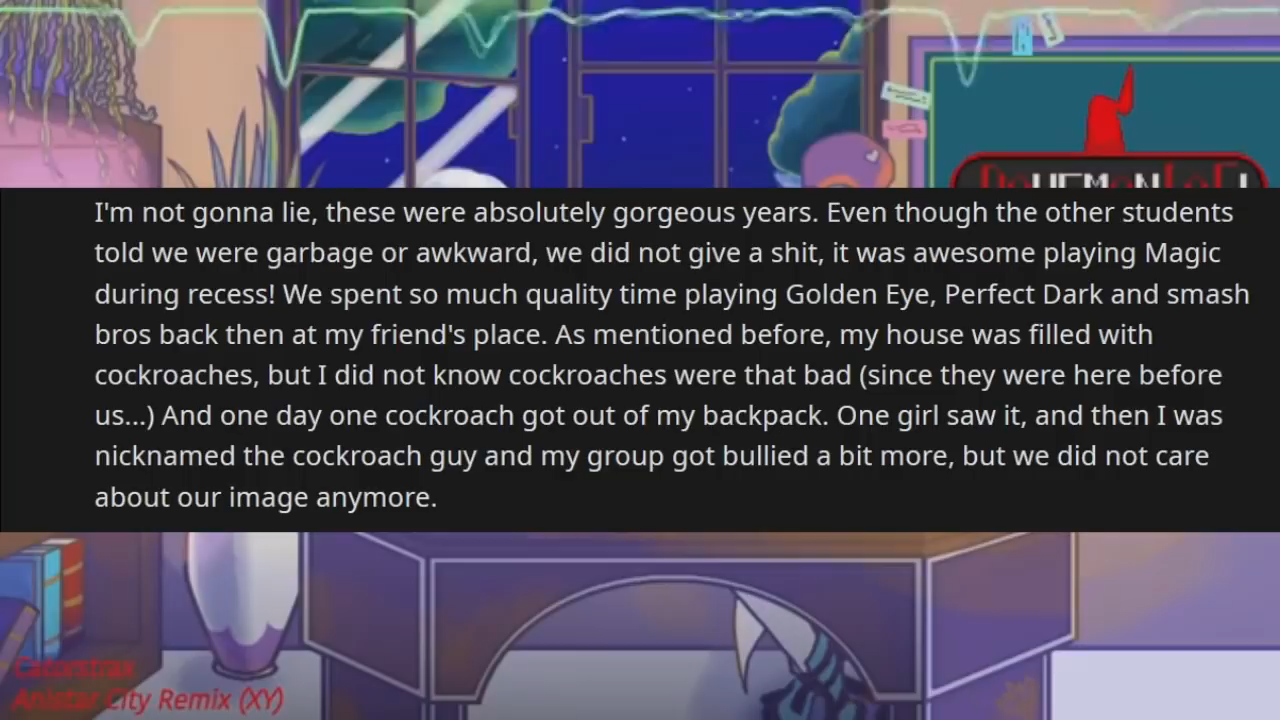 I'm not gonna lie, these were absolutely gorgeous years. Even though the other students
told we were garbage or awkward, we did not give a shit, it was awesome playing Magic
during recess! We spent so much quality time playing Golden Eye, Perfect Dark and smash
bros back then at my friend's place. As mentioned before, my house was filled with
cockroaches, but I did not know cockroaches were that bad (since they were here before
us...) And one day one cockroach got out of my backpack. One girl saw it, and then I was
nicknamed the cockroach guy and my group got bullied a bit more, but we did not care
about our image anymore.
Catorstrax
Anistar City Remix (XY)